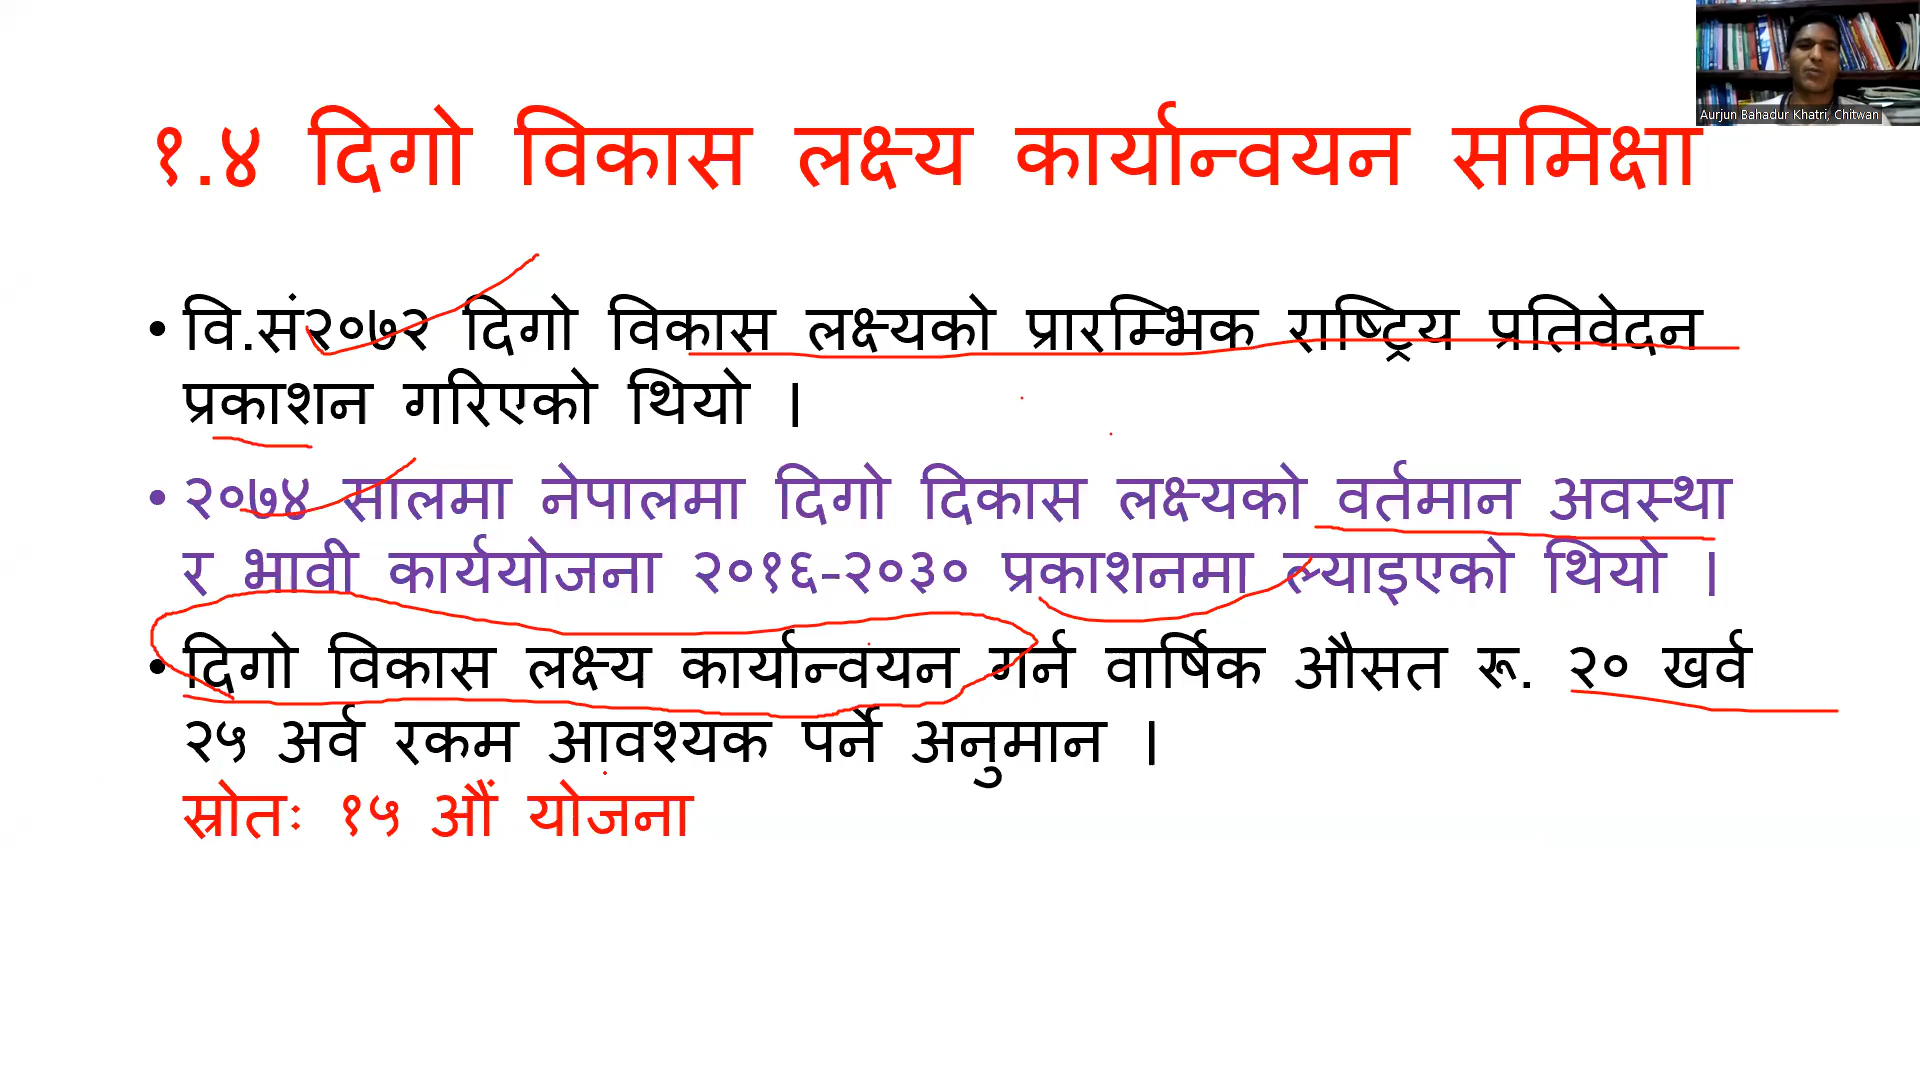 Aurjun Bahadur Khatri, Chitwan
१.४ दिगो विकास लक्ष्य कार्यान्वयन समिक्षा
• वि.सं२०७२ दिगो विकास लक्ष्यको प्रारम्भिक राष्ट्रिय प्रतिवेदन
प्रकाशन गरिएको थियो ।
• २०७४ सालमा नेपालमा दिगो दिकास लक्ष्यको वर्तमान अवस्था
र भावी कार्ययोजना २०१६-२०३० प्रकाशनमा ल्याइएको थियो ।
• दिगो विकास लक्ष्य कार्यान्वयन गर्न वार्षिक औसत रू. २० खर्व
२५ अर्व रकम आवश्यक पर्ने अनुमान ।
स्रोतः १५ औं योजना